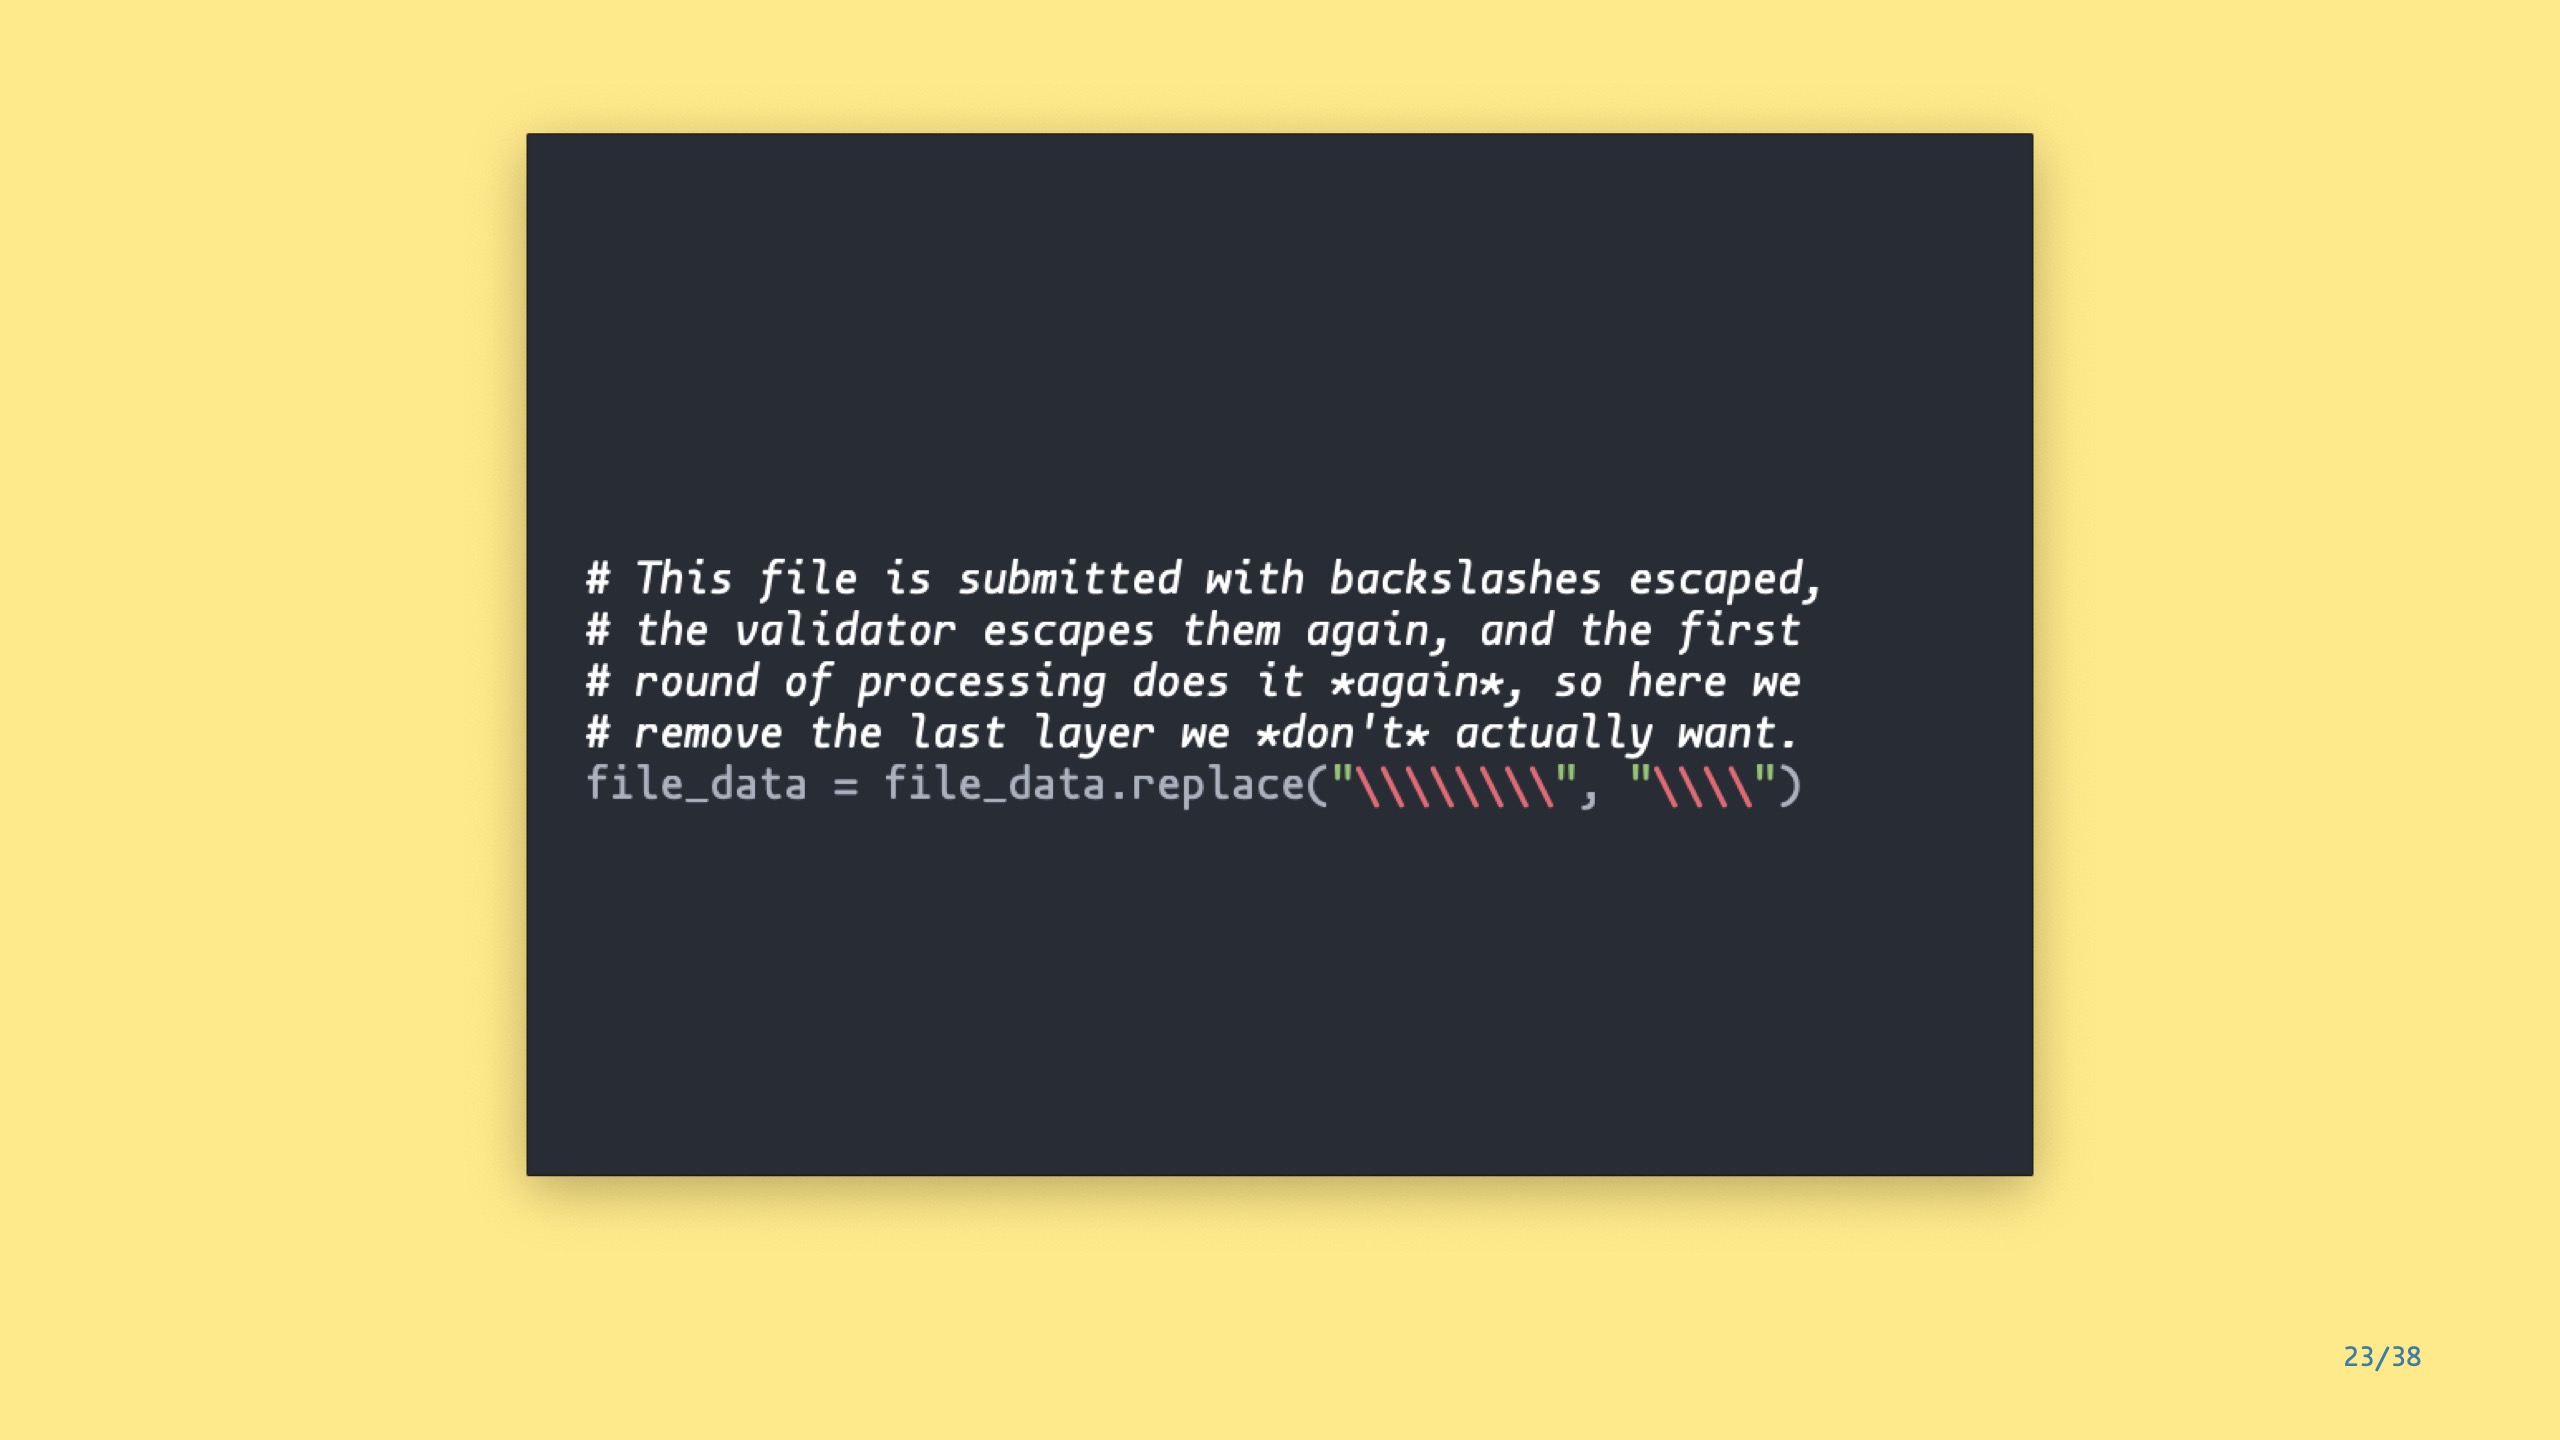 # This file is submitted with backslashes escaped,
# the validator escapes them again, and the first
# round of processing does it *again*, so here we
# remove the last layer we *don't* actually want.
file_data = file_data.replace("\\\\\\\\", "\\\\")
23/38